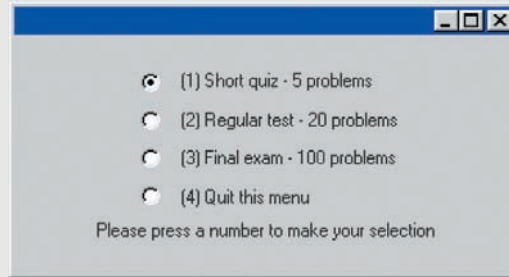 (1) Short quiz - 5 problems
(2) Regular test - 20 problems
(3) Final exam - 100 problems
(4) Quit this menu
Please press a number to make your selection